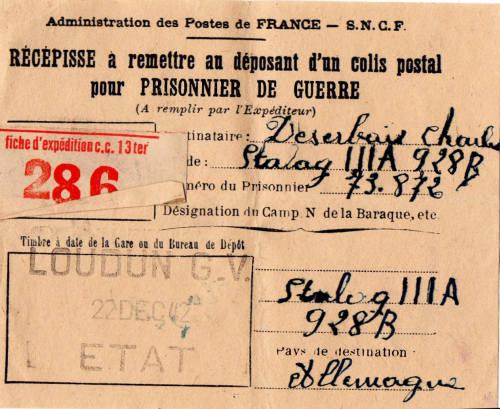 Administration des Postes de FRANCE — S.N.C.F.
RÉCÉPISSE à remettre au déposant d'un colis postal
pour PRISONNIER DE GUERRE
(A remplir par l'Expéditeur)
fiche d'expédition c.c. 13 ter
286
tinataire: Deserbais Charles
de: Stalag IIIA 928B
néro du Prisonnier 73.872
Désignation du Camp, N de la Baraque, etc
Timbre à date de la Gare ou du Bureau de Dépôt
LOUDUN G.V.
22 DEC 42
ETAT
Stalag IIIA
928B
Pays de destination
Allemagne